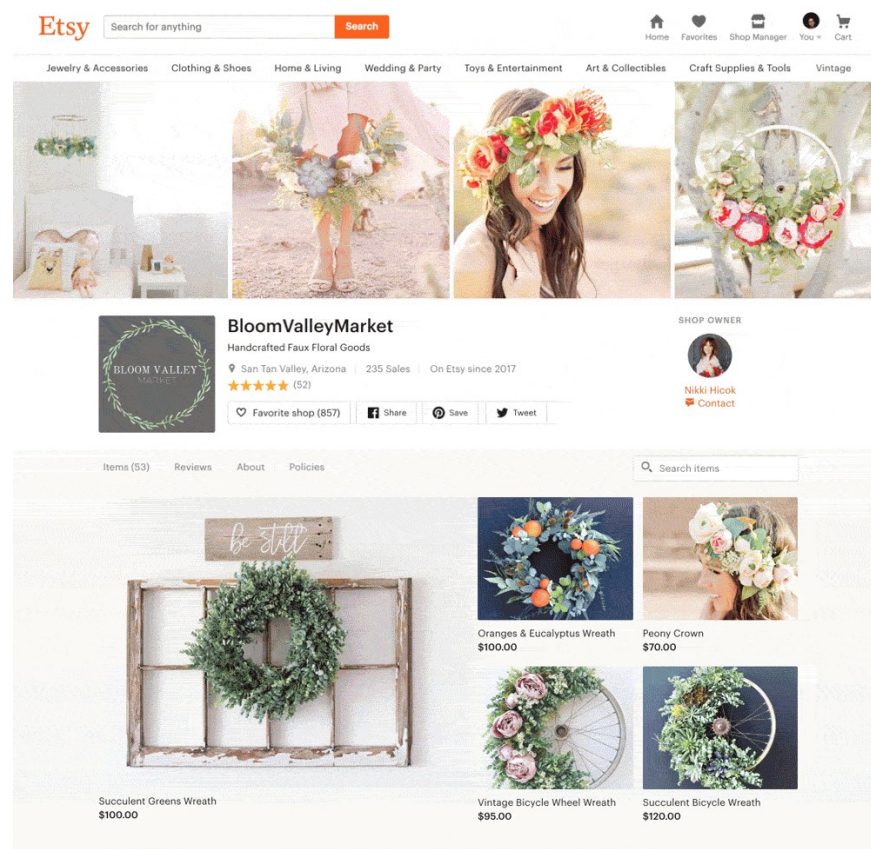 Etsy
Search for anything
Search
Home
Favorites
Shop Manager
You
Cart
Jewelry & Accessories
Clothing & Shoes
Home & Living
Wedding & Party
Toys & Entertainment
Art & Collectibles
Craft Supplies & Tools
Vintage
BLOOM VALLEY
MARKET
BloomValleyMarket
Handcrafted Faux Floral Goods
San Tan Valley, Arizona | 235 Sales | On Etsy since 2017
(52)
Favorite shop (857)
Share
Save
Tweet
SHOP OWNER
Nikki Hicok
Contact
Items (53)
Reviews
About
Policies
Search items
be still
Succulent Greens Wreath
$100.00
Oranges & Eucalyptus Wreath
$100.00
Peony Crown
$70.00
Vintage Bicycle Wheel Wreath
$95.00
Succulent Bicycle Wreath
$120.00